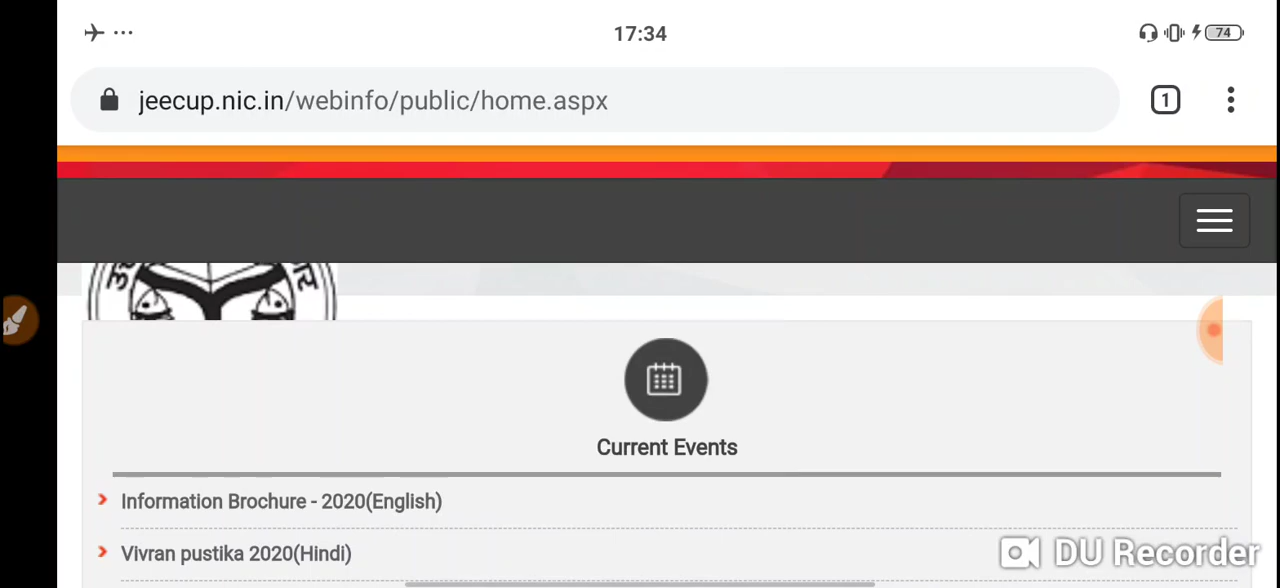 17:34
74
jeecup.nic.in/webinfo/public/home.aspx
1
Current Events
Information Brochure - 2020(English)
Vivran pustika 2020(Hindi)
DU Recorder